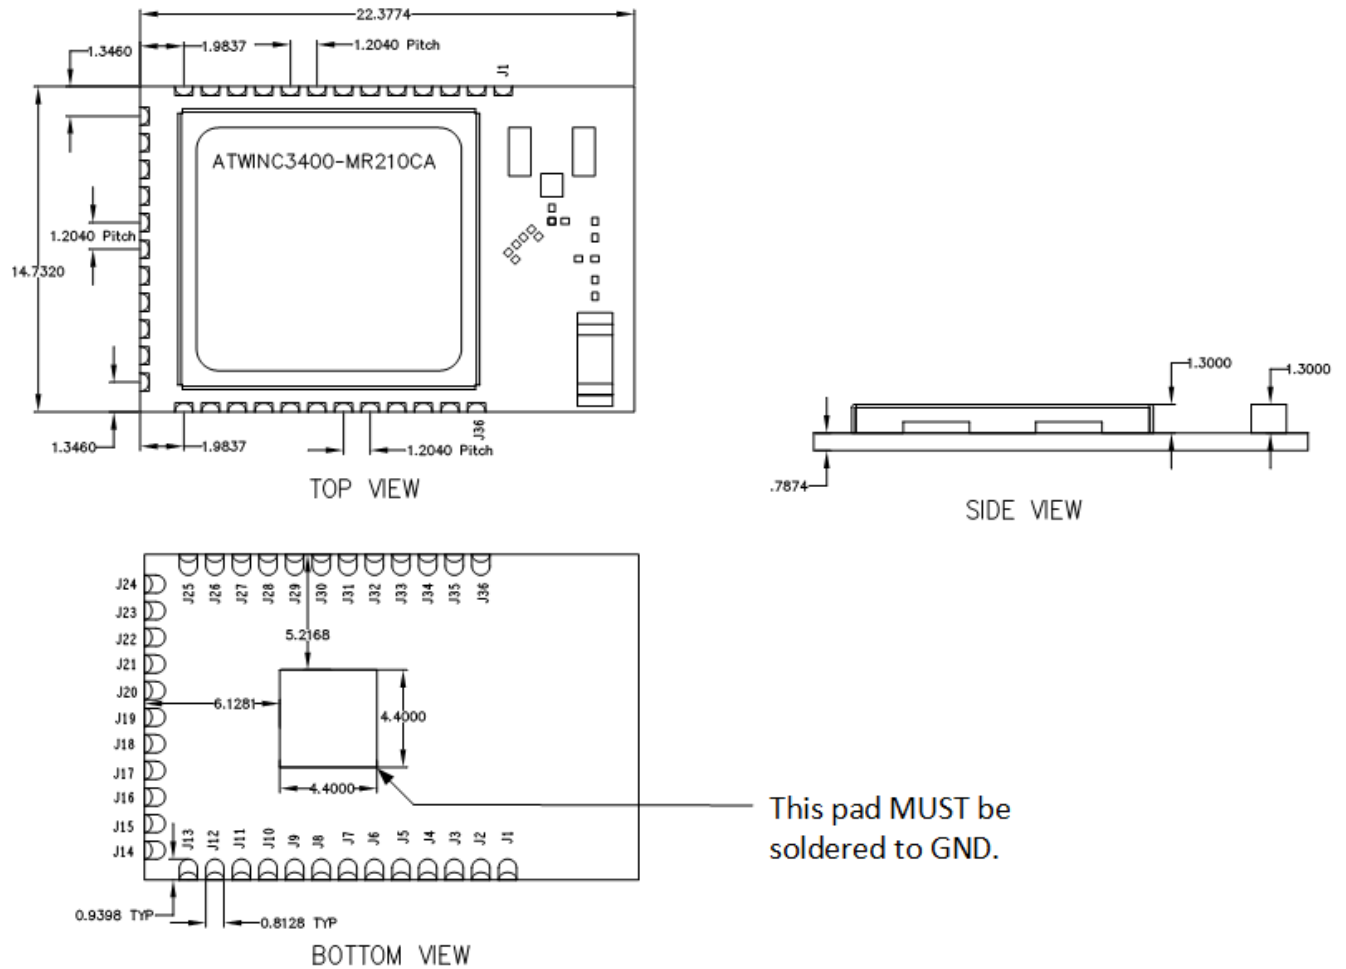 22.3774
1.3460
1.9837
1.2040 Pitch
J1
ATWINC3400-MR210CA
1.2040 Pitch
14.7320
1.3460
1.9837
1.2040 Pitch
J36
TOP VIEW
1.3000
1.3000
.7874
SIDE VIEW
J24
J23
J22
J21
J20
J19
J18
J17
J16
J15
J14
J25
J26
J27
J28
J29
J30
J31
J32
J33
J34
J35
J36
5.2168
6.1281
4.4000
4.4000
J13
J12
J11
J10
J9
J8
J7
J6
J5
J4
J3
J2
J1
This pad MUST be
soldered to GND.
0.9398 TYP
0.8128 TYP
BOTTOM VIEW